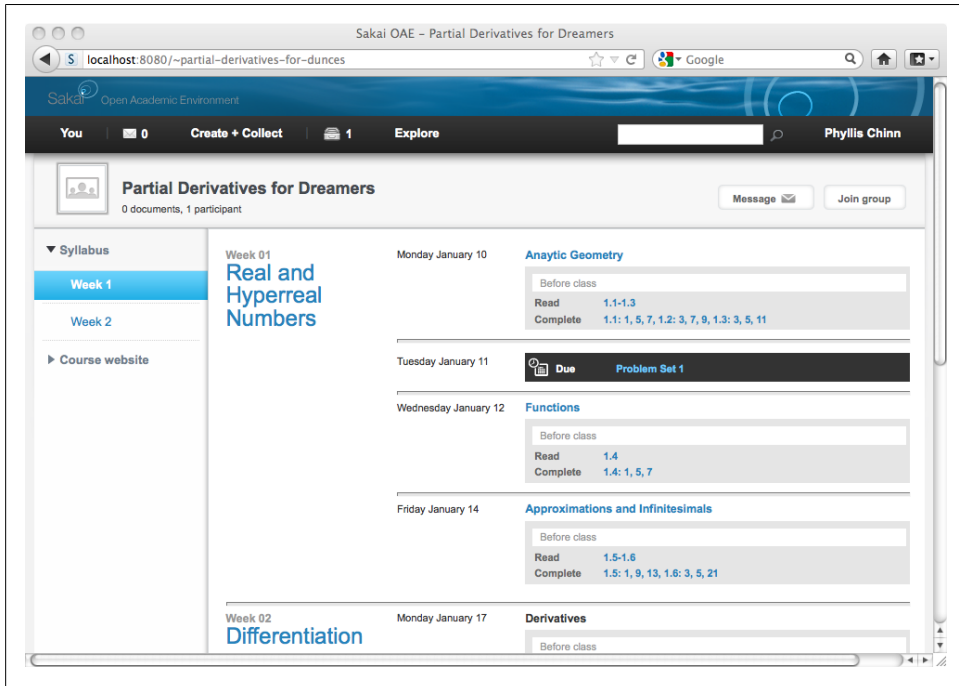 Sakai OAE – Partial Derivatives for Dreamers
S localhost:8080/~partial-derivatives-for-dunces Google
Sakai Open Academic Environment
You 0 Create + Collect 1 Explore Phyllis Chinn
Partial Derivatives for Dreamers
0 documents, 1 participant
Message Join group
Syllabus
Week 1
Week 2
Course website
Week 01
Real and
Hyperreal
Numbers
Monday January 10
Anaytic Geometry
Before class
Read 1.1-1.3
Complete 1.1: 1, 5, 7, 1.2: 3, 7, 9, 1.3: 3, 5, 11
Tuesday January 11
Due Problem Set 1
Wednesday January 12
Functions
Before class
Read 1.4
Complete 1.4: 1, 5, 7
Friday January 14
Approximations and Infinitesimals
Before class
Read 1.5-1.6
Complete 1.5: 1, 9, 13, 1.6: 3, 5, 21
Week 02
Differentiation
Monday January 17
Derivatives
Before class